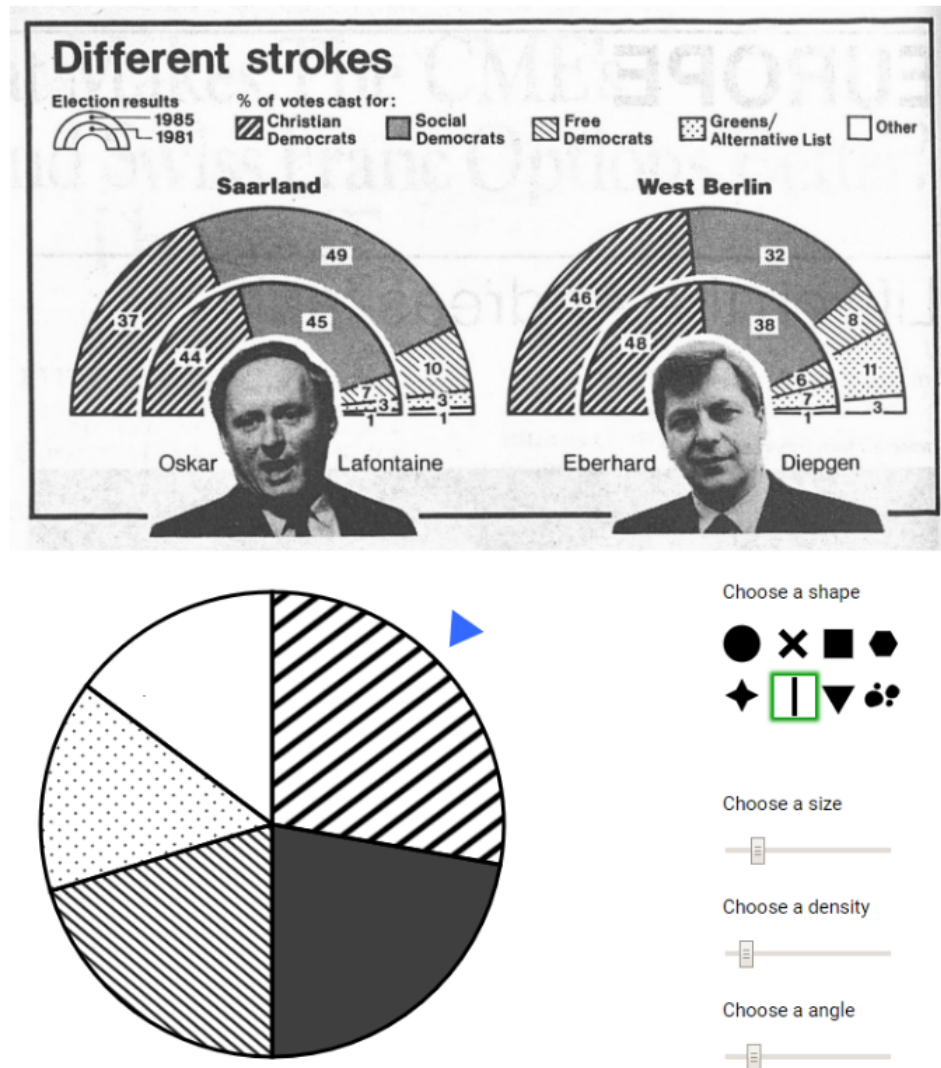 Different strokes
Election results
1985
1981
% of votes cast for:
Christian Democrats
Social Democrats
Free Democrats
Greens/ Alternative List
Other
Saarland
49
37
45
44
10
7
3
3
1
1
Oskar Lafontaine
West Berlin
32
46
8
38
48
11
6
7
3
1
Eberhard Diepgen
Choose a shape
Choose a size
Choose a density
Choose a angle